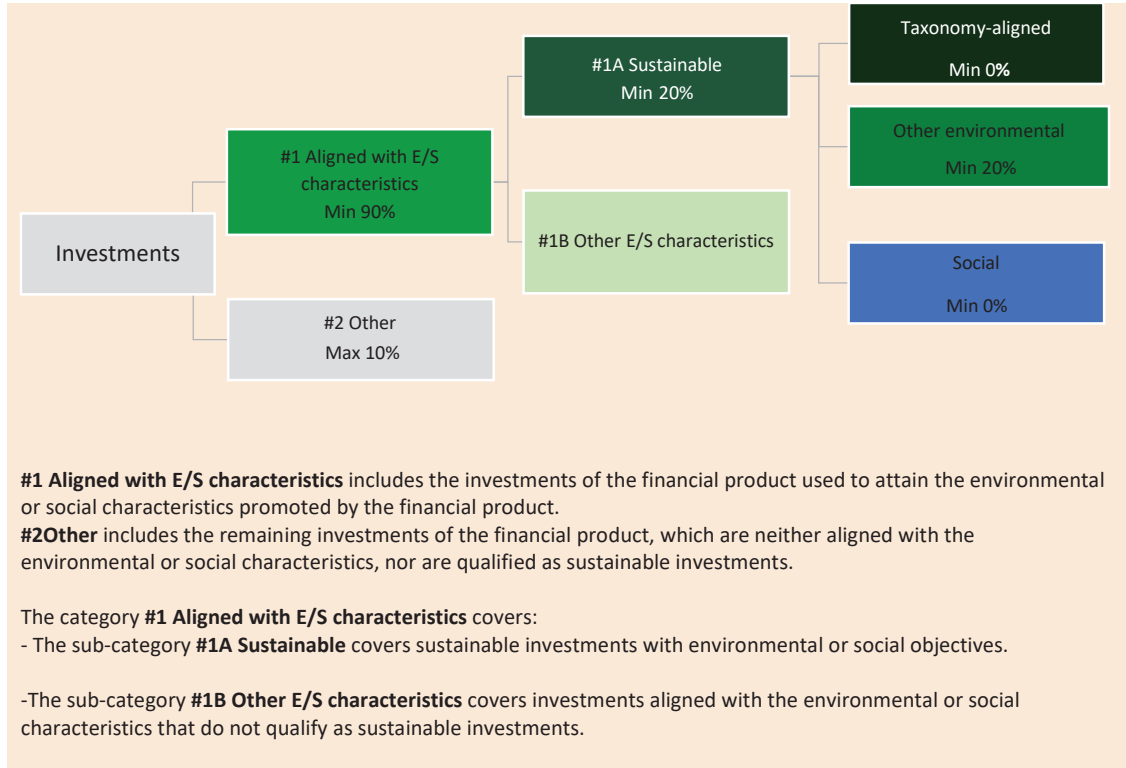 Taxonomy-aligned
Min 0%
#1A Sustainable
Min 20%
Other environmental
Min 20%
#1 Aligned with E/S
characteristics
Min 90%
#1B Other E/S characteristics
Investments
Social
Min 0%
#2 Other
Max 10%
#1 Aligned with E/S characteristics includes the investments of the financial product used to attain the environmental
or social characteristics promoted by the financial product.
#2Other includes the remaining investments of the financial product, which are neither aligned with the
environmental or social characteristics, nor are qualified as sustainable investments.
The category #1 Aligned with E/S characteristics covers:
- The sub-category #1A Sustainable covers sustainable investments with environmental or social objectives.
-The sub-category #1B Other E/S characteristics covers investments aligned with the environmental or social
characteristics that do not qualify as sustainable investments.